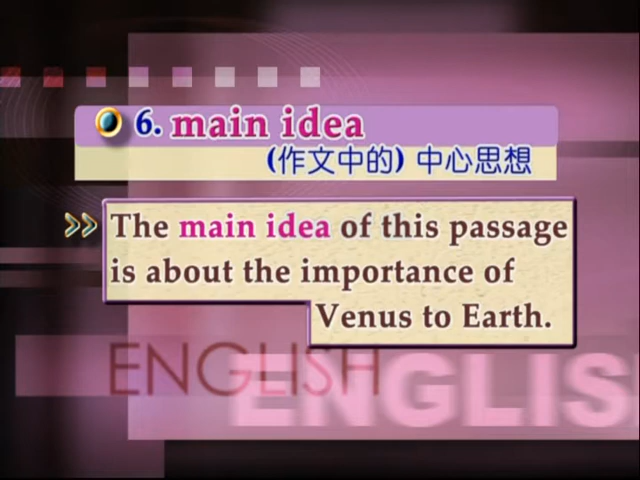 6. main idea
(作文中的) 中心思想
>> The main idea of this passage
is about the importance of
Venus to Earth.
ENGLISH
ENGLIS